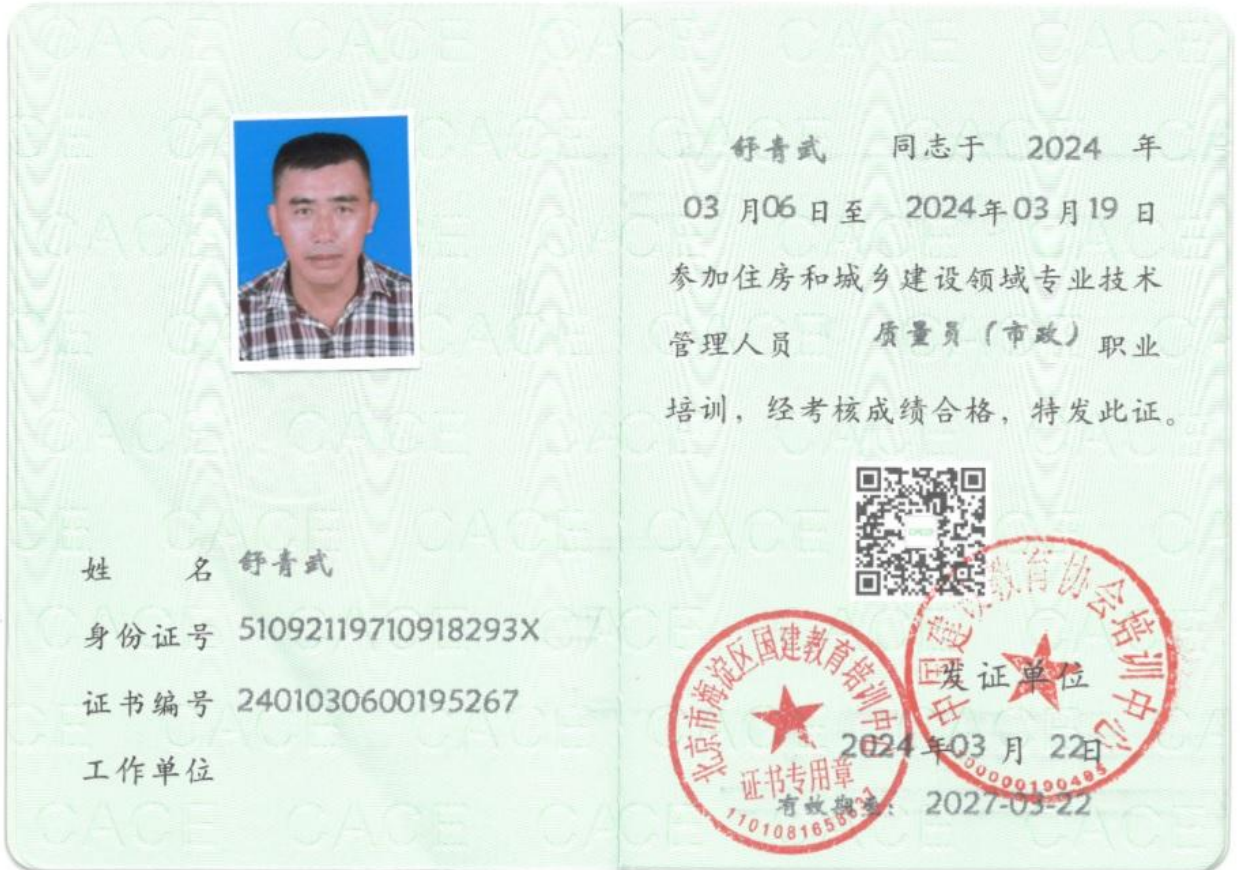 姓 名 舒青武
身份证号 51092119710918293X
证书编号 2401030600195267
工作单位
舒青武 同志于 2024 年
03 月06 日至 2024年03月19 日
参加住房和城乡建设领域专业技术
管理人员 质量员（市政） 职业
培训，经考核成绩合格，特发此证。
中国建设教育协会培训中心
北京市海淀区国建教育培训中心
发证单位
2024 年03 月 22日
证书专用章
有效期至： 2027-03-22
CACE